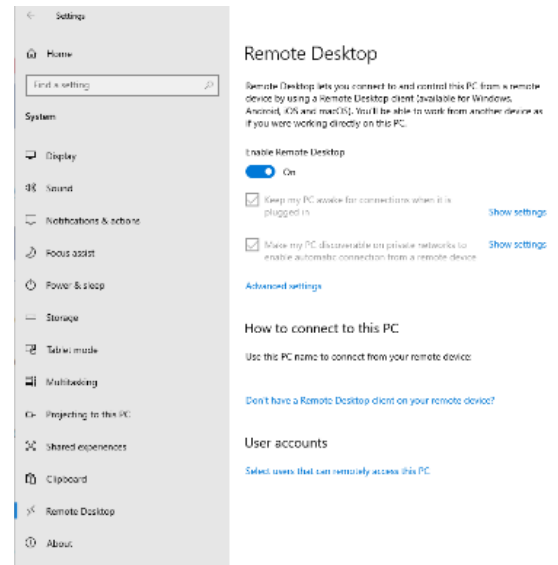 Settings
Home
Find a setting
System
Display
Sound
Notifications & actions
Focus assist
Power & sleep
Storage
Tablet mode
Multitasking
Projecting to this PC
Shared experiences
Clipboard
Remote Desktop
About
Remote Desktop
Remote Desktop lets you connect to and control this PC from a remote
device by using a Remote Desktop client (available for Windows,
Android, iOS and macOS). You'll be able to work from another device as
if you were working directly on this PC.
Enable Remote Desktop
On
Keep my PC awake for connections when it is
plugged in
Show settings
Make my PC discoverable on private networks to
enable automatic connection from a remote device
Show settings
Advanced settings
How to connect to this PC
Use this PC name to connect from your remote device:
Don't have a Remote Desktop client on your remote device?
User accounts
Select users that can remotely access this PC